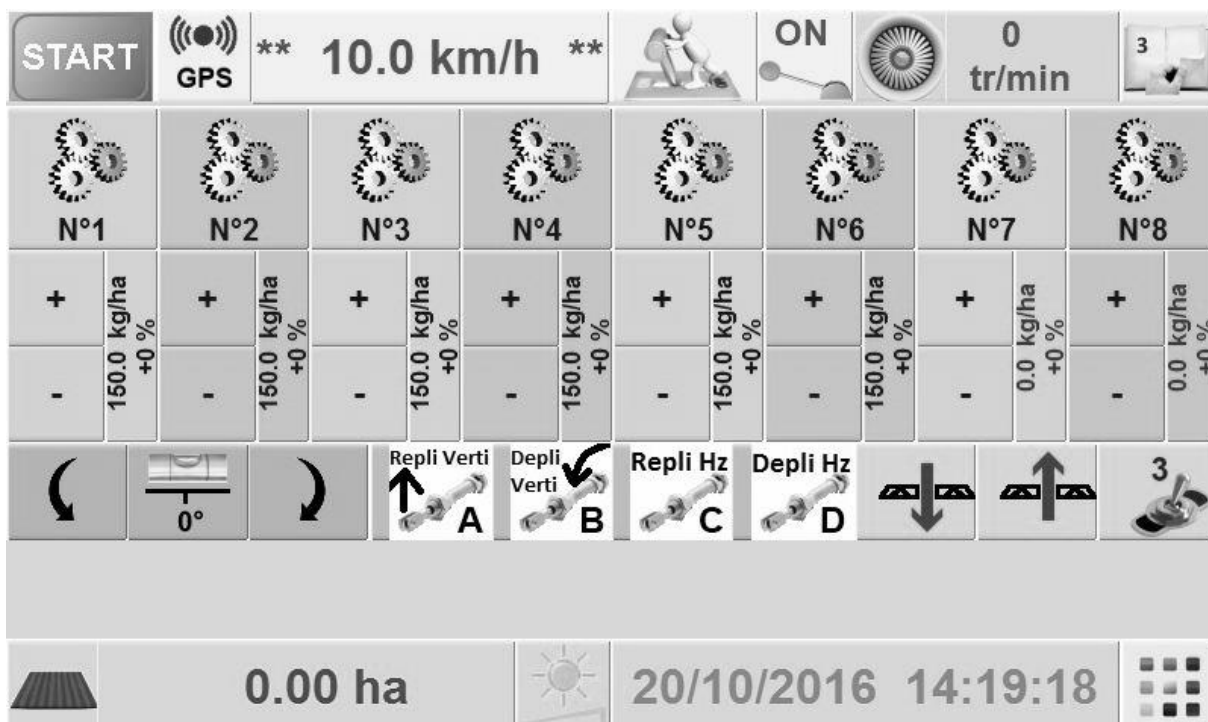 START
GPS
** 10.0 km/h **
ON
0
tr/min
3
N°1
N°2
N°3
N°4
N°5
N°6
N°7
N°8
+
-
150.0 kg/ha
+0 %
+
-
150.0 kg/ha
+0 %
+
-
150.0 kg/ha
+0 %
+
-
150.0 kg/ha
+0 %
+
-
150.0 kg/ha
+0 %
+
-
150.0 kg/ha
+0 %
+
-
0.0 kg/ha
+0 %
+
-
0.0 kg/ha
+0 %
0°
Repli Verti
A
Depli
Verti
B
Repli Hz
C
Depli Hz
D
3
0.00 ha
20/10/2016 14:19:18